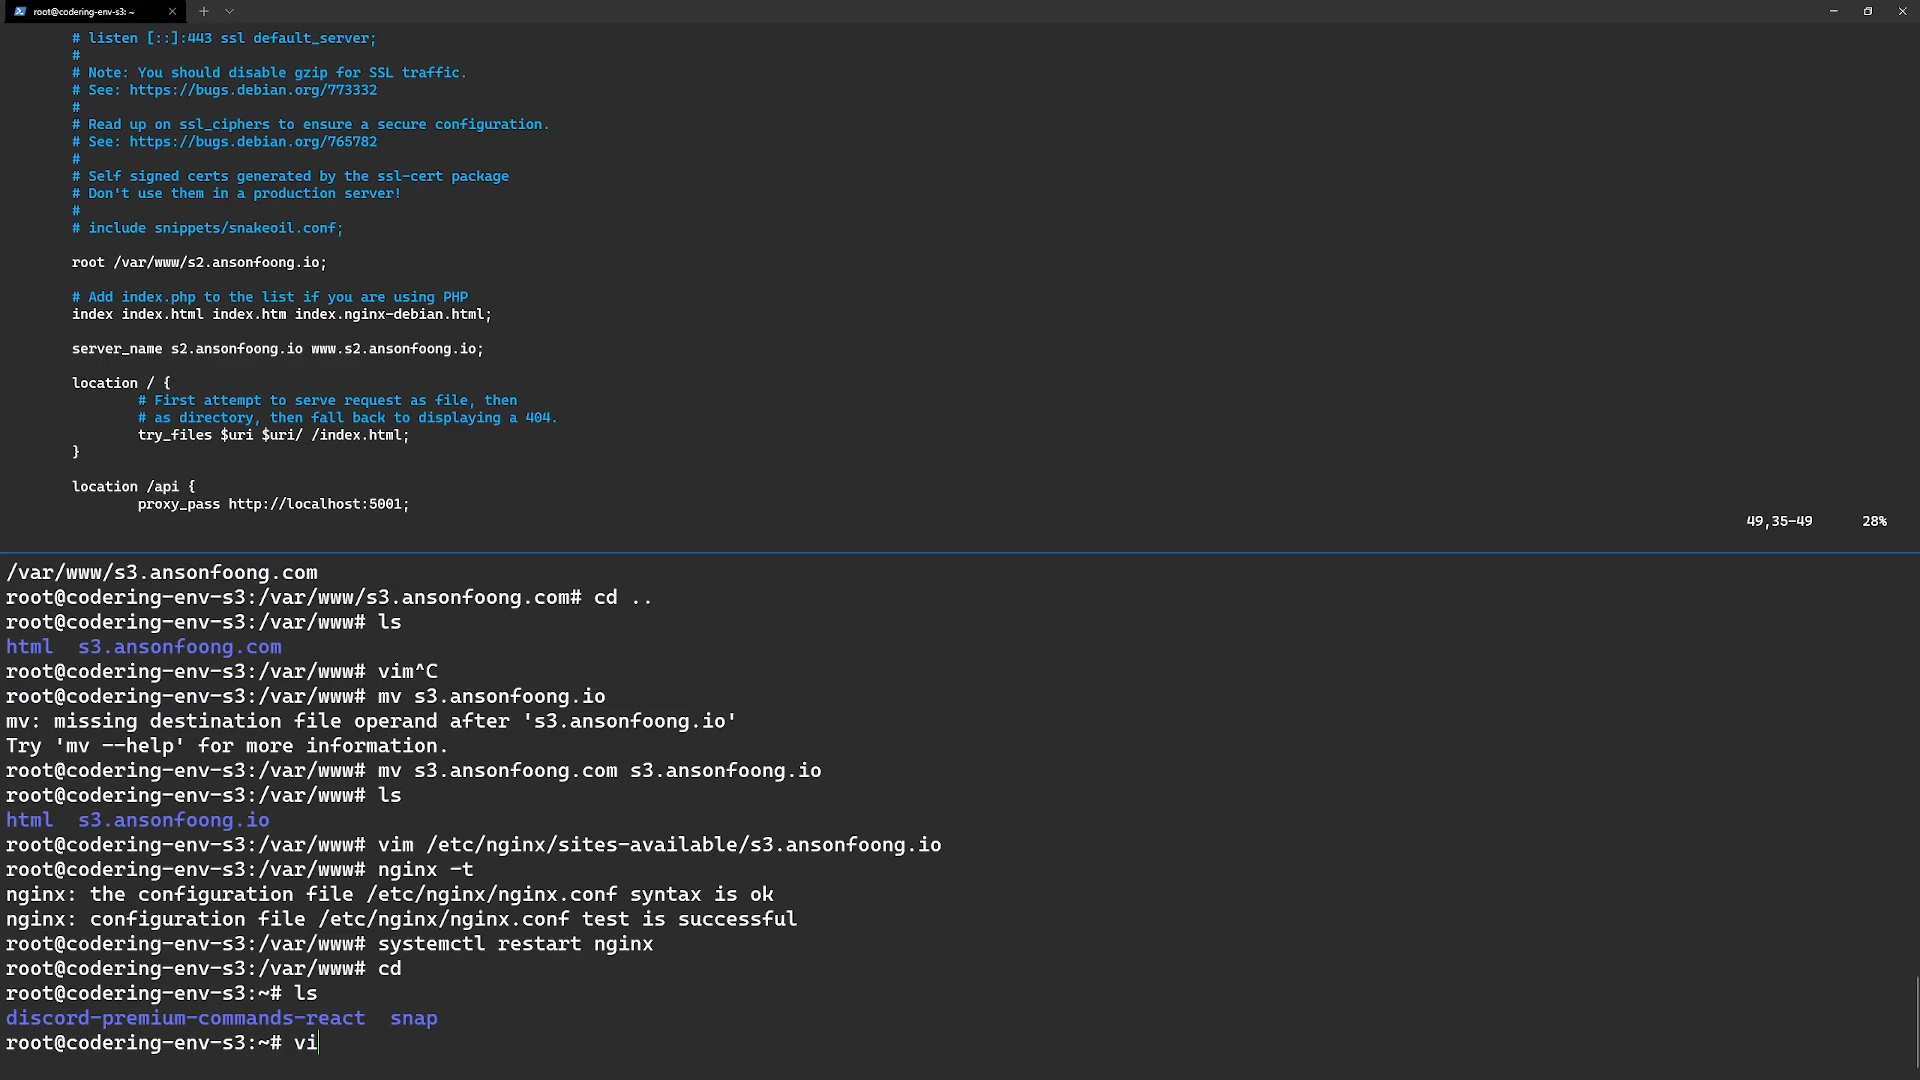 root@codering-env-s3: ~
# listen [::]:443 ssl default_server;
#
# Note: You should disable gzip for SSL traffic.
# See: https://bugs.debian.org/773332
#
# Read up on ssl_ciphers to ensure a secure configuration.
# See: https://bugs.debian.org/765782
#
# Self signed certs generated by the ssl-cert package
# Don't use them in a production server!
#
# include snippets/snakeoil.conf;
root /var/www/s2.ansonfoong.io;
# Add index.php to the list if you are using PHP
index index.html index.htm index.nginx-debian.html;
server_name s2.ansonfoong.io www.s2.ansonfoong.io;
location / {
# First attempt to serve request as file, then
# as directory, then fall back to displaying a 404.
try_files $uri $uri/ /index.html;
}
location /api {
proxy_pass http://localhost:5001;
49,35-49 28%
/var/www/s3.ansonfoong.com
root@codering-env-s3:/var/www/s3.ansonfoong.com# cd ..
root@codering-env-s3:/var/www# ls
html s3.ansonfoong.com
root@codering-env-s3:/var/www# vim^C
root@codering-env-s3:/var/www# mv s3.ansonfoong.io
mv: missing destination file operand after 's3.ansonfoong.io'
Try 'mv --help' for more information.
root@codering-env-s3:/var/www# mv s3.ansonfoong.com s3.ansonfoong.io
root@codering-env-s3:/var/www# ls
html s3.ansonfoong.io
root@codering-env-s3:/var/www# vim /etc/nginx/sites-available/s3.ansonfoong.io
root@codering-env-s3:/var/www# nginx -t
nginx: the configuration file /etc/nginx/nginx.conf syntax is ok
nginx: configuration file /etc/nginx/nginx.conf test is successful
root@codering-env-s3:/var/www# systemctl restart nginx
root@codering-env-s3:/var/www# cd
root@codering-env-s3:~# ls
discord-premium-commands-react snap
root@codering-env-s3:~# vi